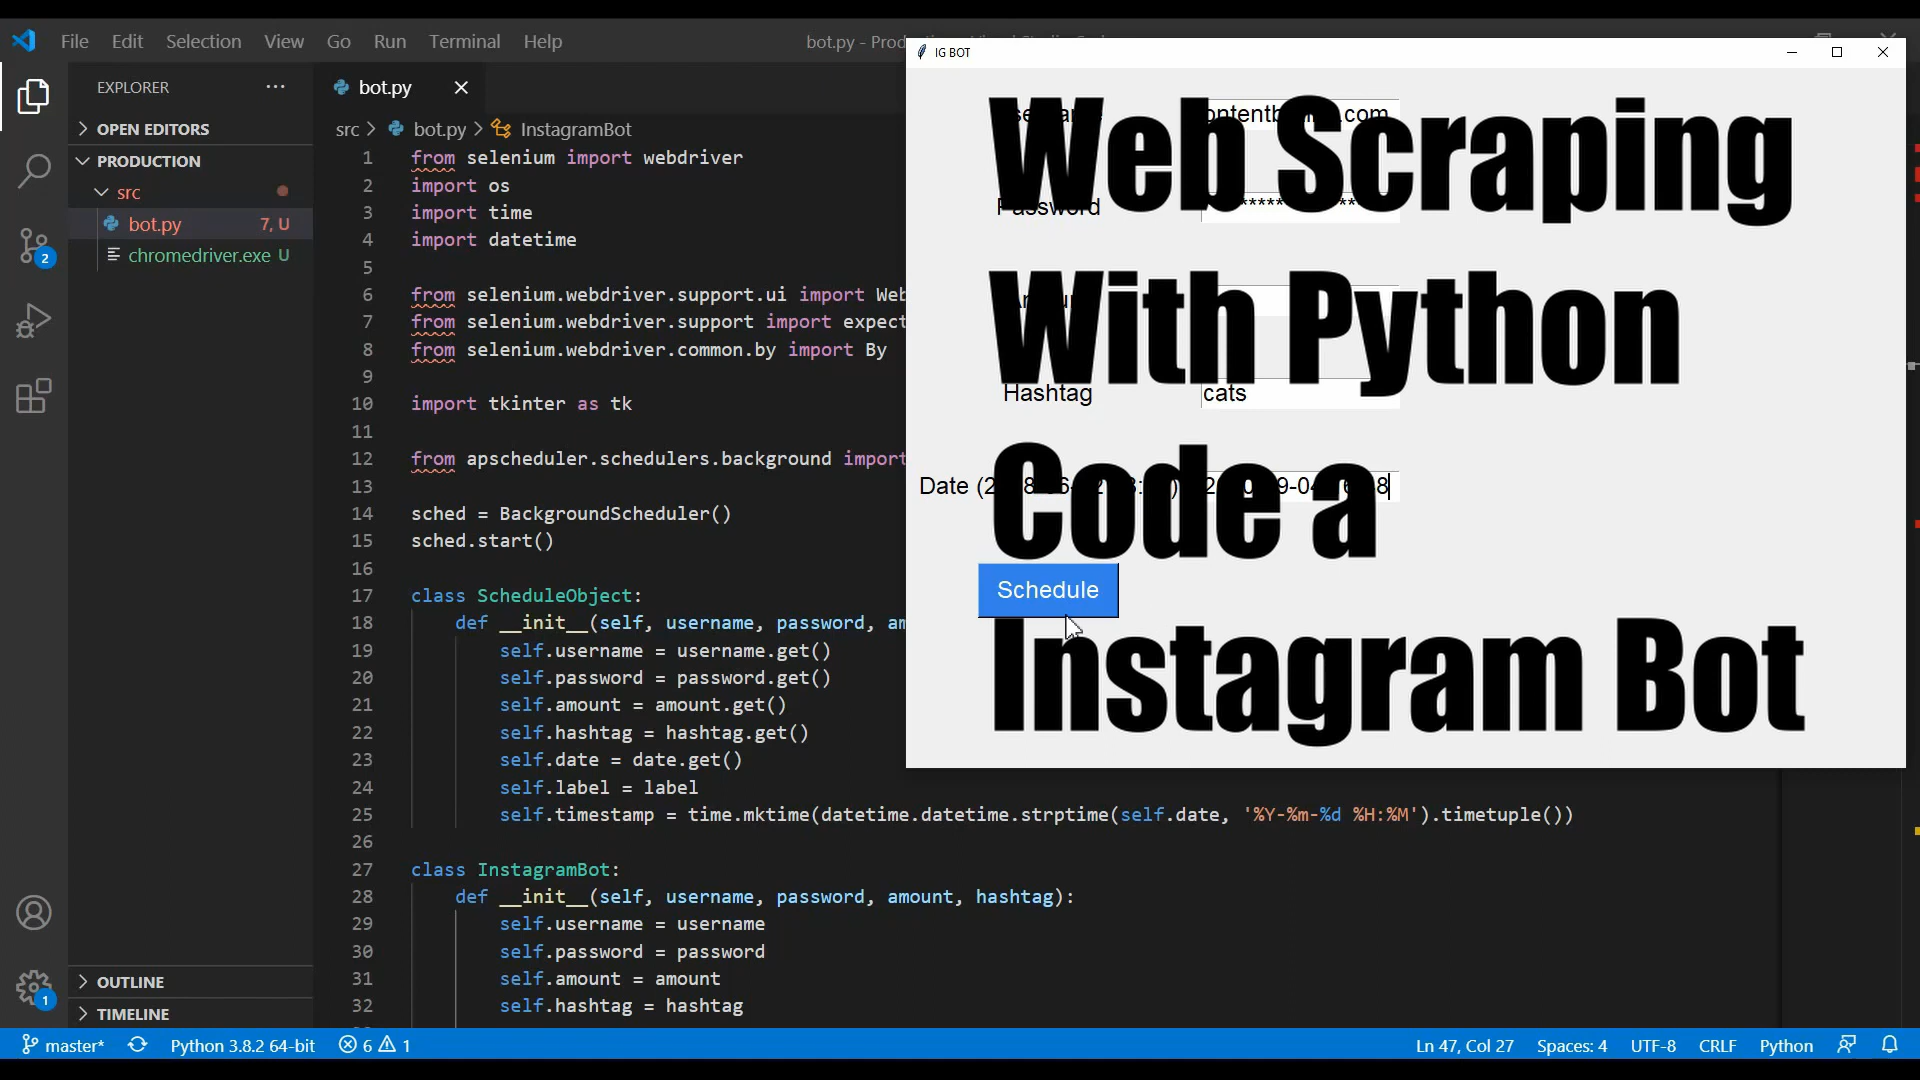 File Edit Selection View Go Run Terminal Help
bot.py - Prod
EXPLORER
OPEN EDITORS
PRODUCTION
src
bot.py 7, U
chromedriver.exe U
OUTLINE
TIMELINE
bot.py
src > bot.py > InstagramBot
1 from selenium import webdriver
2 import os
3 import time
4 import datetime
5
6 from selenium.webdriver.support.ui import Web
7 from selenium.webdriver.support import expect
8 from selenium.webdriver.common.by import By
9
10 import tkinter as tk
11
12 from apscheduler.schedulers.background import
13
14 sched = BackgroundScheduler()
15 sched.start()
16
17 class ScheduleObject:
18 def __init__(self, username, password, am
19 self.username = username.get()
20 self.password = password.get()
21 self.amount = amount.get()
22 self.hashtag = hashtag.get()
23 self.date = date.get()
24 self.label = label
25 self.timestamp = time.mktime(datetime.datetime.strptime(self.date, '%Y-%m-%d %H:%M').timetuple())
26
27 class InstagramBot:
28 def __init__(self, username, password, amount, hashtag):
29 self.username = username
30 self.password = password
31 self.amount = amount
32 self.hashtag = hashtag
IG BOT
Web Scraping
Password
With Python
Hashtag cats
Date
Code a
Schedule
Instagram Bot
master* Python 3.8.2 64-bit 6 1 Ln 47, Col 27 Spaces: 4 UTF-8 CRLF Python
2
1